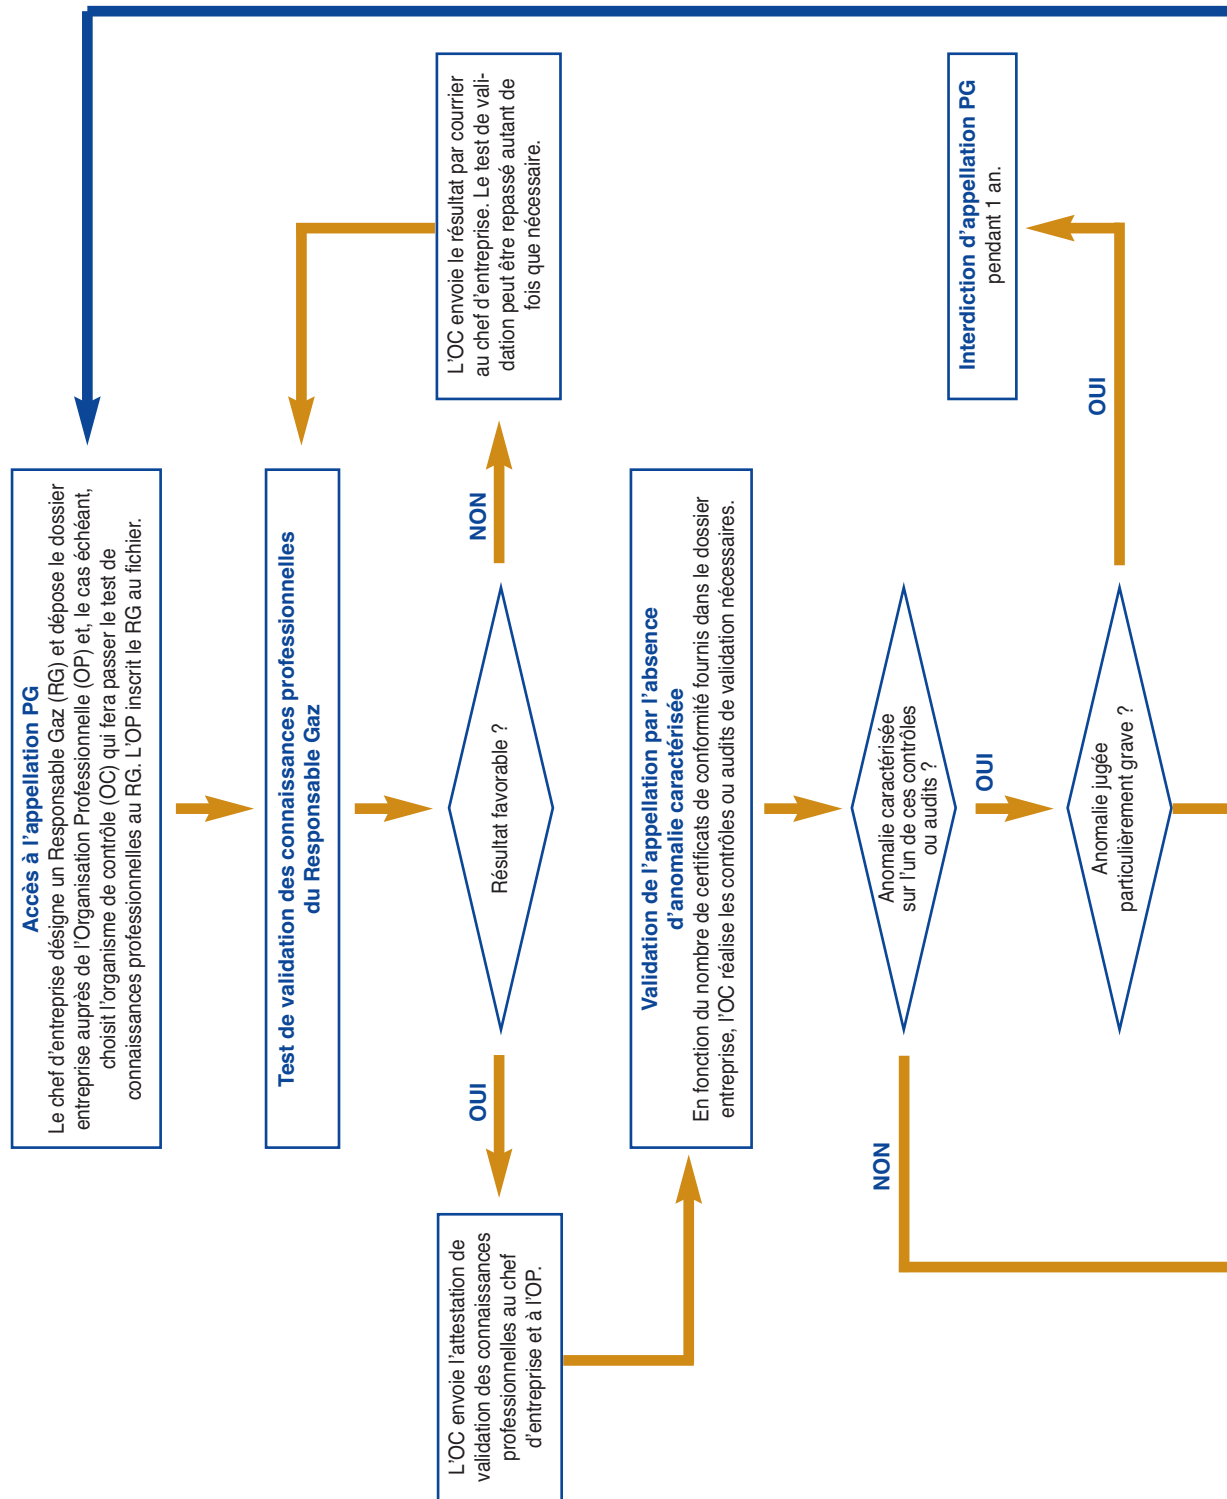 Accès à l'appellation PG
Le chef d'entreprise désigne un Responsable Gaz (RG) et dépose le dossier
entreprise auprès de l'Organisation Professionnelle (OP) et, le cas échéant,
choisit l'organisme de contrôle (OC) qui fera passer le test de
connaissances professionnelles au RG. L'OP inscrit le RG au fichier.
Test de validation des connaissances professionnelles
du Responsable Gaz
Résultat favorable ?
NON
L'OC envoie le résultat par courrier
au chef d'entreprise. Le test de vali-
dation peut être repassé autant de
fois que nécessaire.
OUI
L'OC envoie l'attestation de
validation des connaissances
professionnelles au chef
d'entreprise et à l'OP.
Validation de l'appellation par l'absence
d'anomalie caractérisée
En fonction du nombre de certificats de conformité fournis dans le dossier
entreprise, l'OC réalise les contrôles ou audits de validation nécessaires.
Anomalie caractérisée
sur l'un de ces contrôles
ou audits ?
NON
OUI
Anomalie jugée
particulièrement grave ?
OUI
Interdiction d'appellation PG
pendant 1 an.